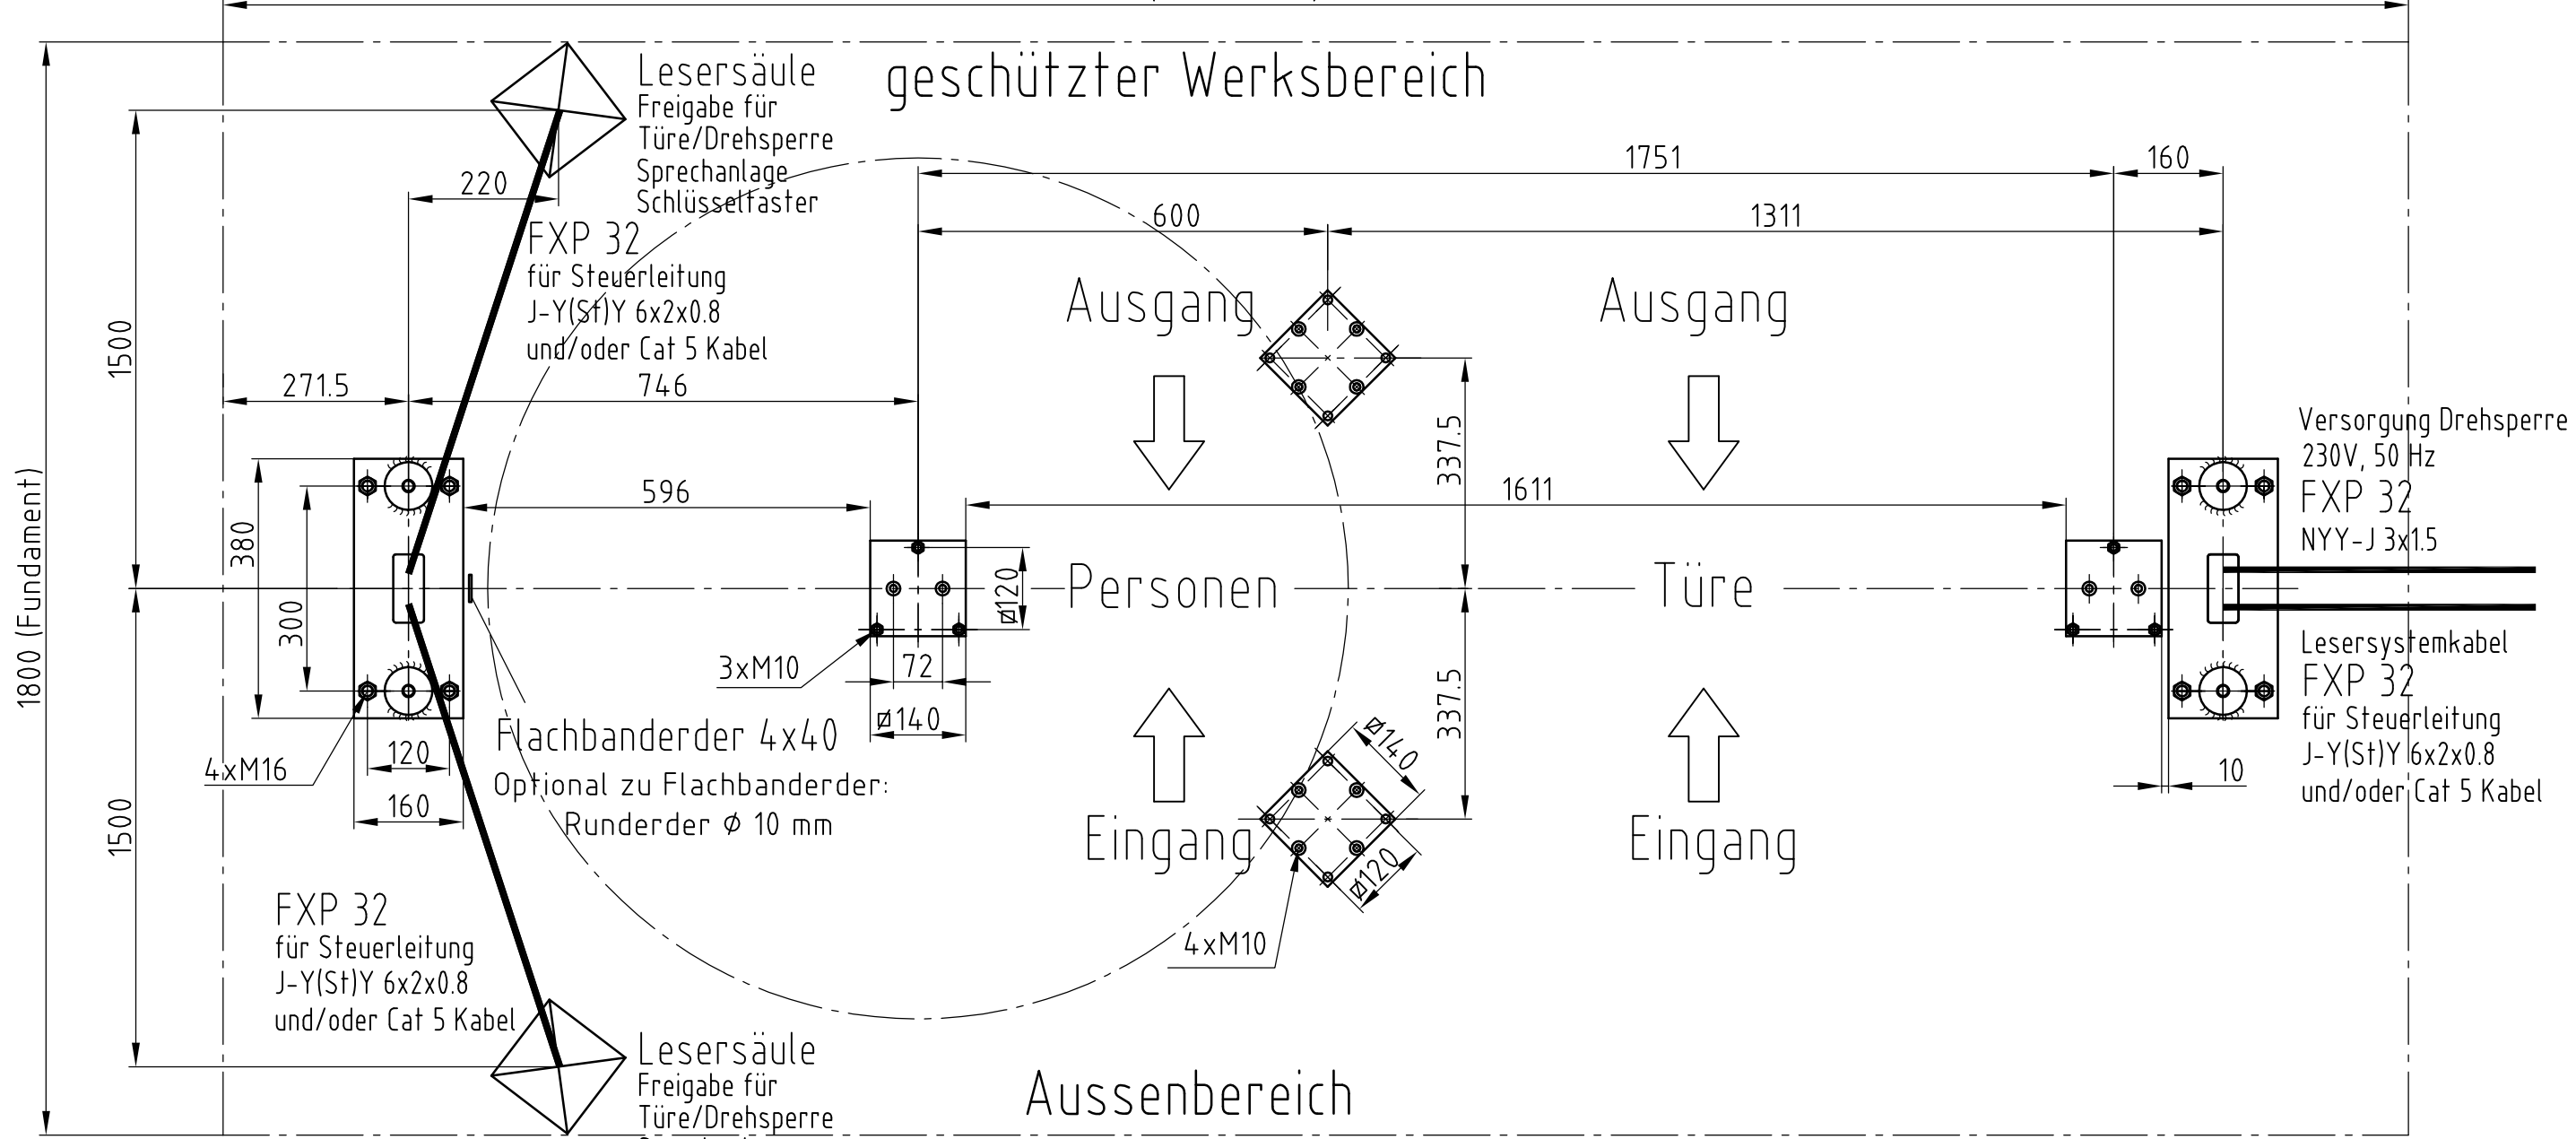 geschützter Werksbereich
Lesersäule
Freigabe für
Türe/Drehsperre
Sprechanlage
Schlüsseltaster
1751
160
220
600
1311
FXP 32
für Steuerleitung
J-Y(St)Y 6x2x0.8
und/oder Cat 5 Kabel
Ausgang
Ausgang
1500
271.5
746
337.5
Versorgung Drehsperre
230V, 50 Hz
FXP 32
NYY-J 3x1.5
596
1611
380
300
1800 (Fundament)
⌀120
Personen
Türe
3xM10
72
⌀140
Lesersystemkabel
FXP 32
für Steuerleitung
J-Y(St)Y 6x2x0.8
und/oder Cat 5 Kabel
337.5
Flachbanderder 4x40
Optional zu Flachbanderder:
Runderder ⌀ 10 mm
4xM16
120
160
10
1500
⌀140
⌀120
Eingang
Eingang
4xM10
FXP 32
für Steuerleitung
J-Y(St)Y 6x2x0.8
und/oder Cat 5 Kabel
Lesersäule
Freigabe für
Türe/Drehsperre
Aussenbereich